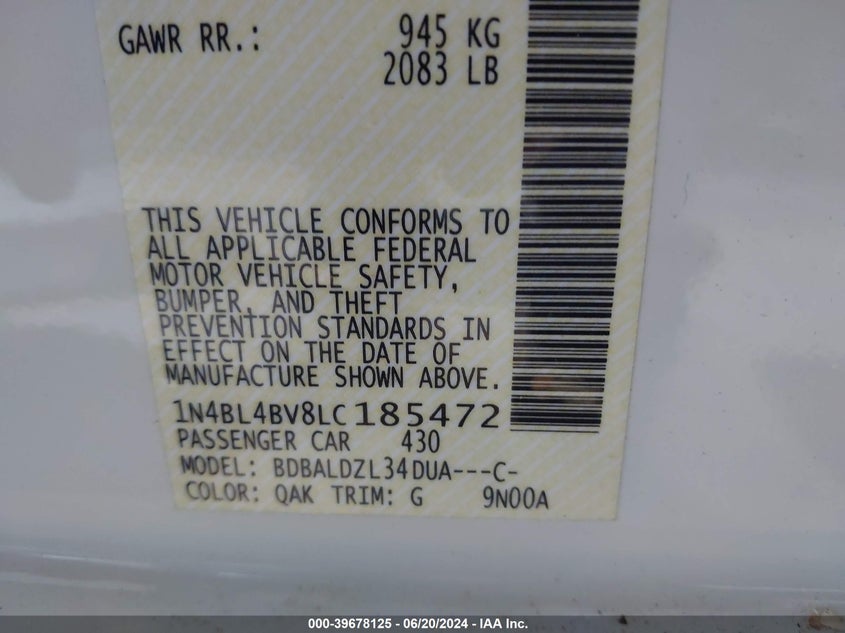 GAWR RR.: 945 KG
2083 LB
THIS VEHICLE CONFORMS TO
ALL APPLICABLE FEDERAL
MOTOR VEHICLE SAFETY,
BUMPER, AND THEFT
PREVENTION STANDARDS IN
EFFECT ON THE DATE OF
MANUFACTURE SHOWN ABOVE.
1N4BL4BV8LC185472
PASSENGER CAR 430
MODEL: BDBALDZL34DUA---C-
COLOR: QAK TRIM: G 9N00A
000-39678125 - 06/20/2024 - IAA Inc.